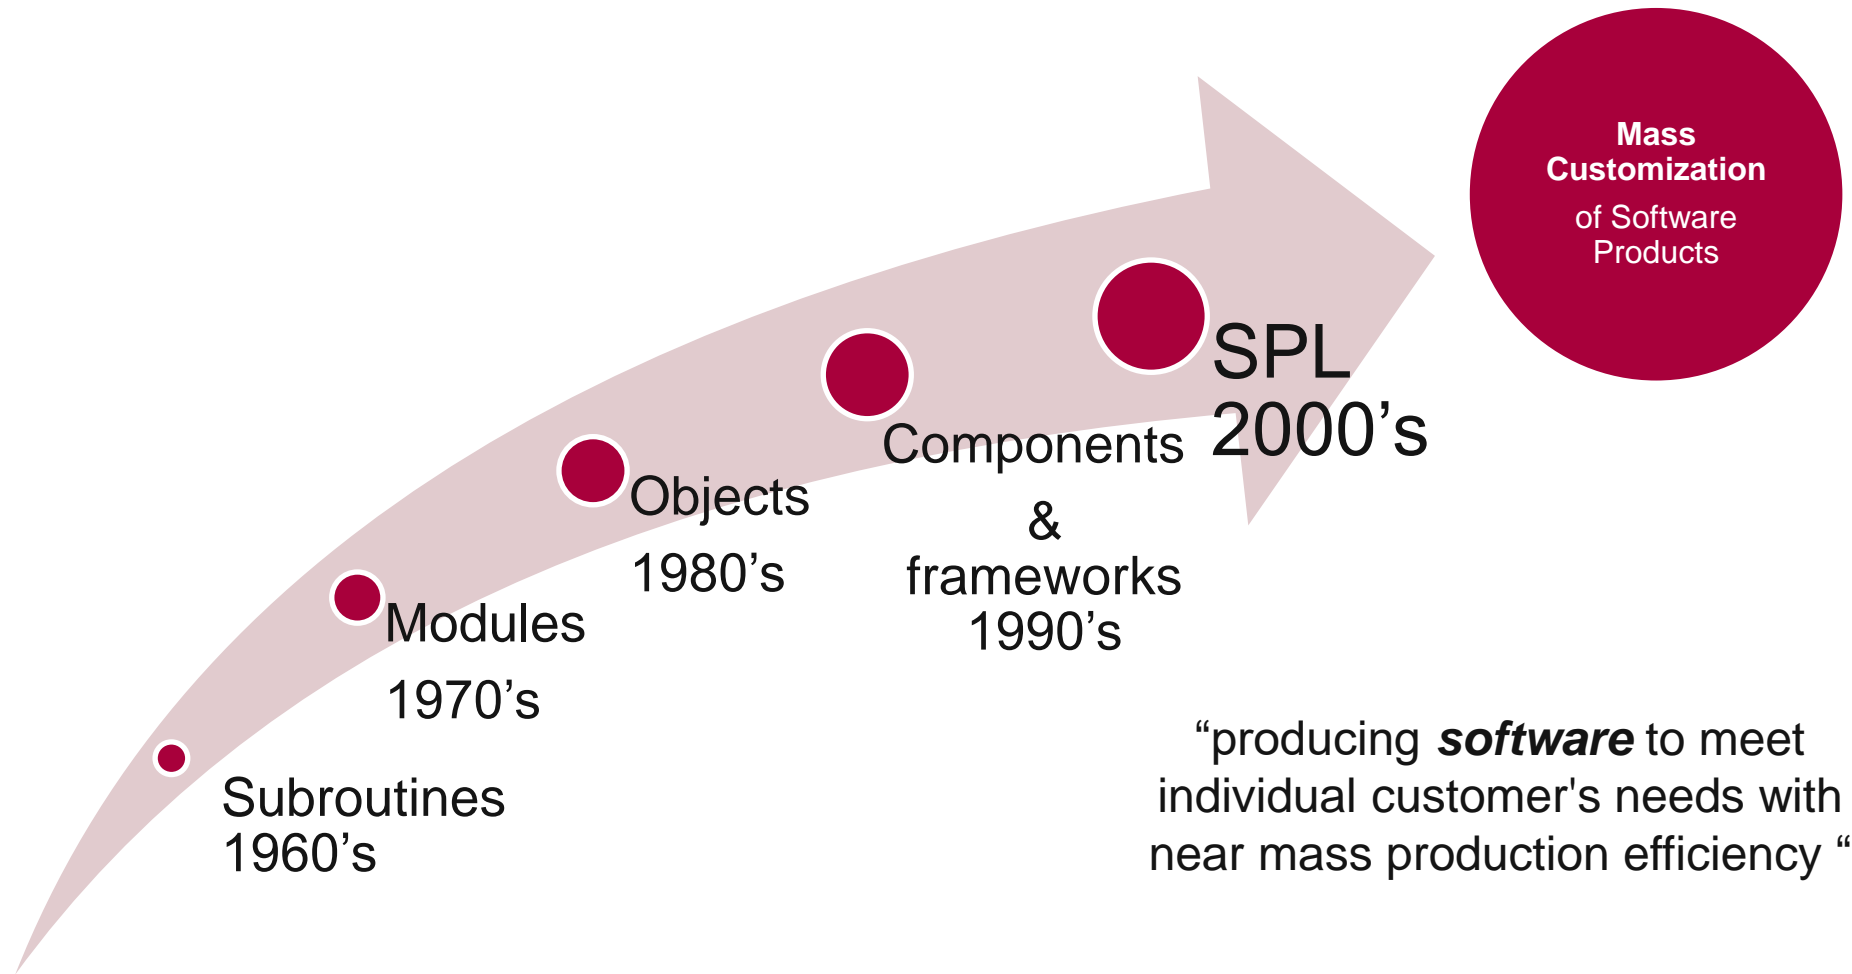 Mass
Customization
of Software
Products
SPL
2000’s
Components
&
frameworks
1990’s
Objects
1980’s
Modules
1970’s
Subroutines
1960’s
“producing software to meet
individual customer's needs with
near mass production efficiency “